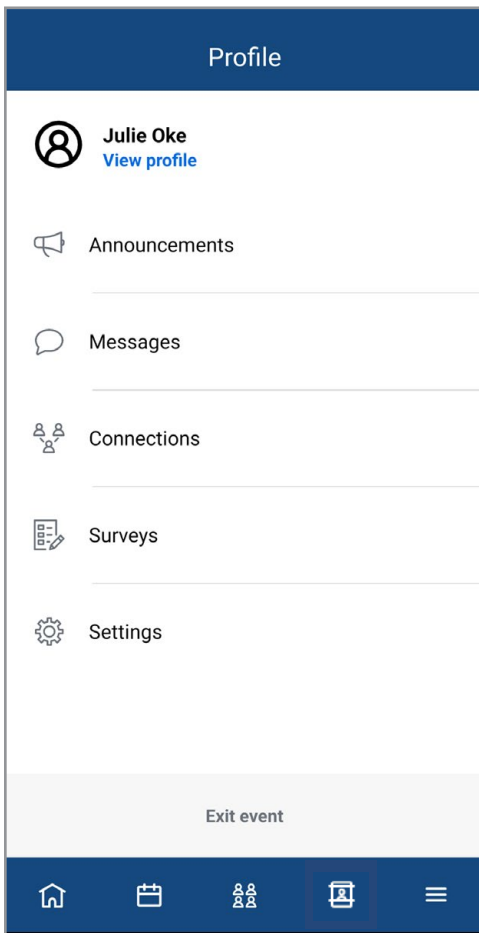 Profile
Julie Oke
View profile
Announcements
Messages
Connections
Surveys
Settings
Exit event